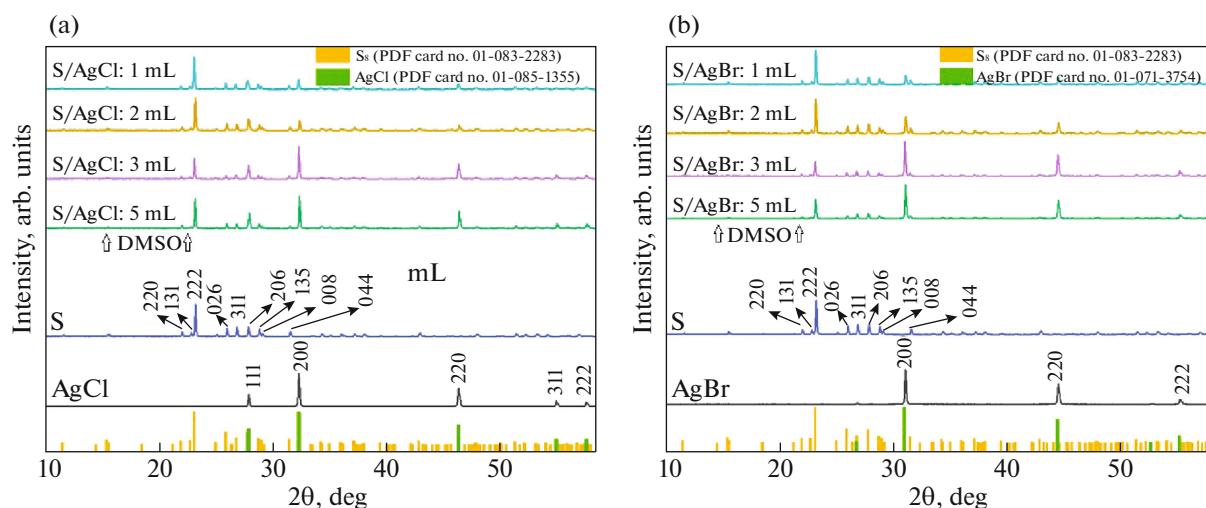 (a)
Intensity, arb. units
S₈ (PDF card no. 01-083-2283)
AgCl (PDF card no. 01-085-1355)
S/AgCl: 1 mL
S/AgCl: 2 mL
S/AgCl: 3 mL
S/AgCl: 5 mL
⇧ DMSO ⇧
mL
220 131 222 026 311 206 135 008 044
S
111 200 220 311 222
AgCl
10 20 30 40 50
2θ, deg
(b)
Intensity, arb. units
S₈ (PDF card no. 01-083-2283)
AgBr (PDF card no. 01-071-3754)
S/AgBr: 1 mL
S/AgBr: 2 mL
S/AgBr: 3 mL
S/AgBr: 5 mL
⇧ DMSO ⇧
220 131 222 026 311 206 135 008 044
S
200 220 222
AgBr
10 20 30 40 50
2θ, deg